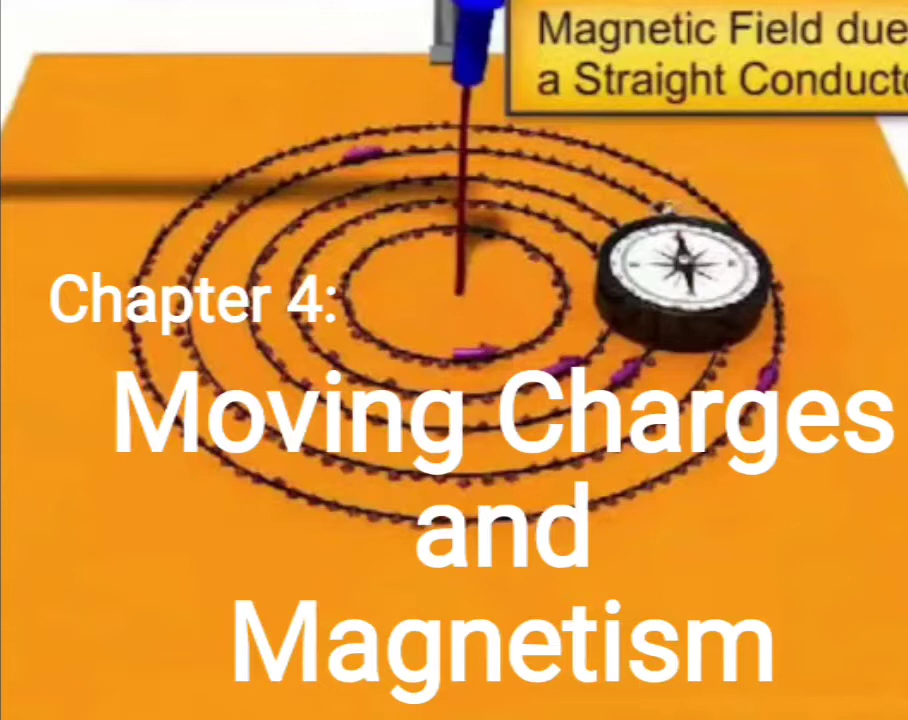 Magnetic Field due
a Straight Conduct
Chapter 4:
Moving Charges
and
Magnetism